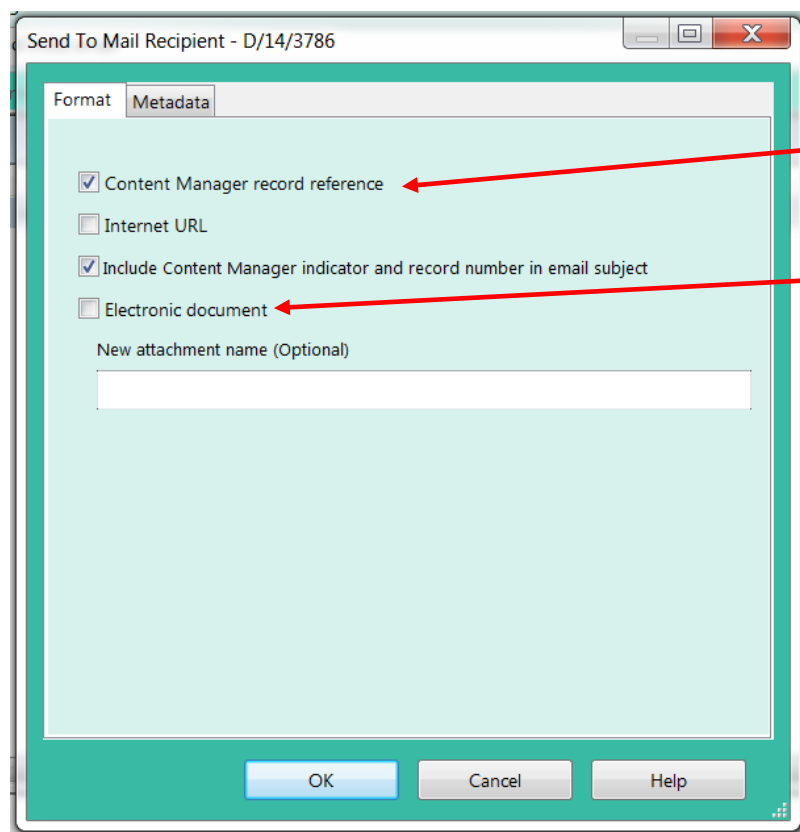 Send To Mail Recipient - D/14/3786
Format Metadata
Content Manager record reference
Internet URL
Include Content Manager indicator and record number in email subject
Electronic document
New attachment name (Optional)
OK Cancel Help